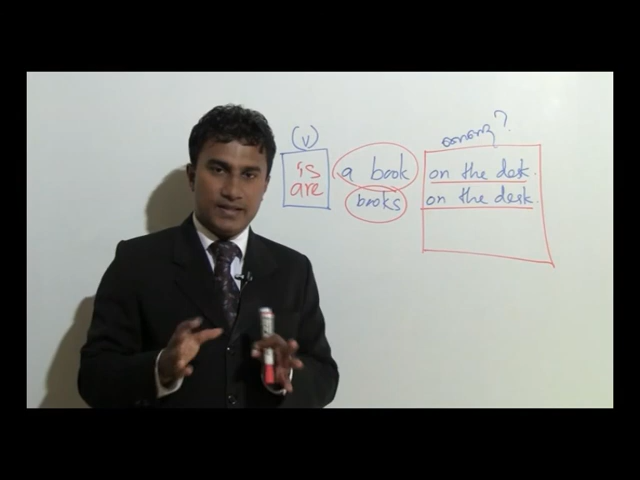 (v)
is a book on the desk.
are books on the desk.